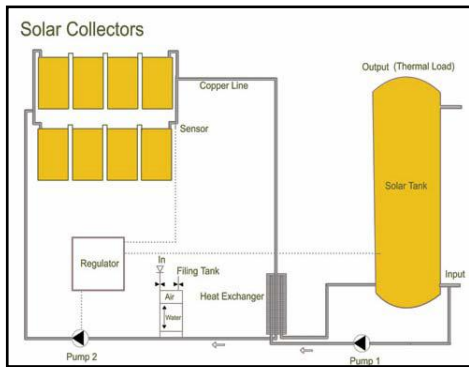 Solar Collectors
Output (Thermal Load)
Copper Line
Sensor
Solar Tank
Regulator
In
Filing Tank
Air
Water
Heat Exchanger
Input
Pump 2
Pump 1